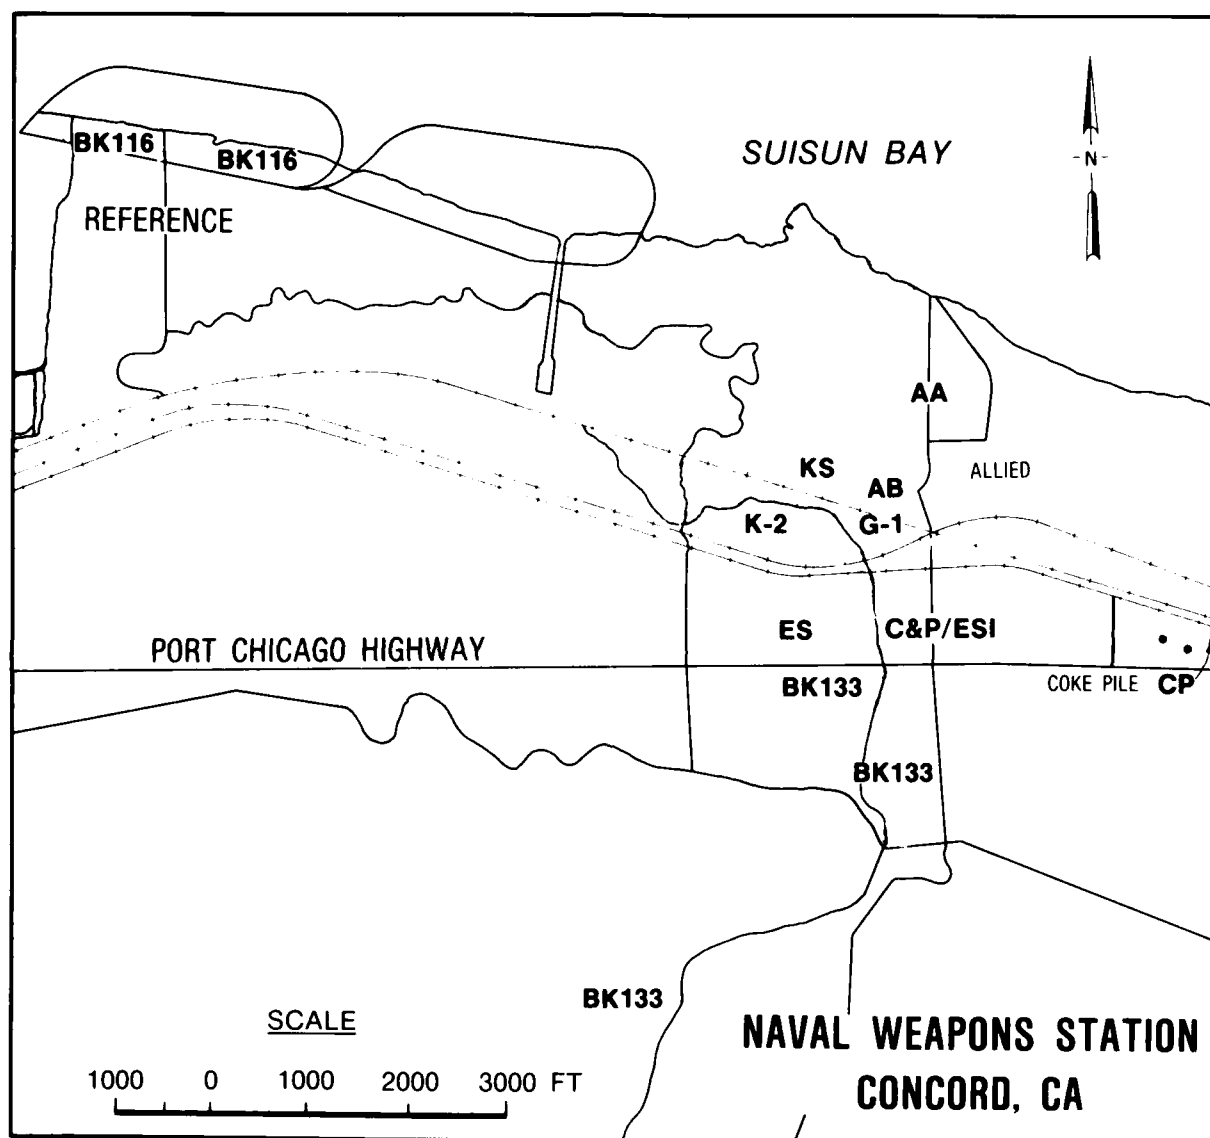 BK116
BK116
SUISUN BAY
N
REFERENCE
AA
KS
ALLIED
AB
K-2
G-1
ES
C&P/ESI
PORT CHICAGO HIGHWAY
BK133
COKE PILE CP
BK133
BK133
SCALE
1000 0 1000 2000 3000 FT
NAVAL WEAPONS STATION
CONCORD, CA